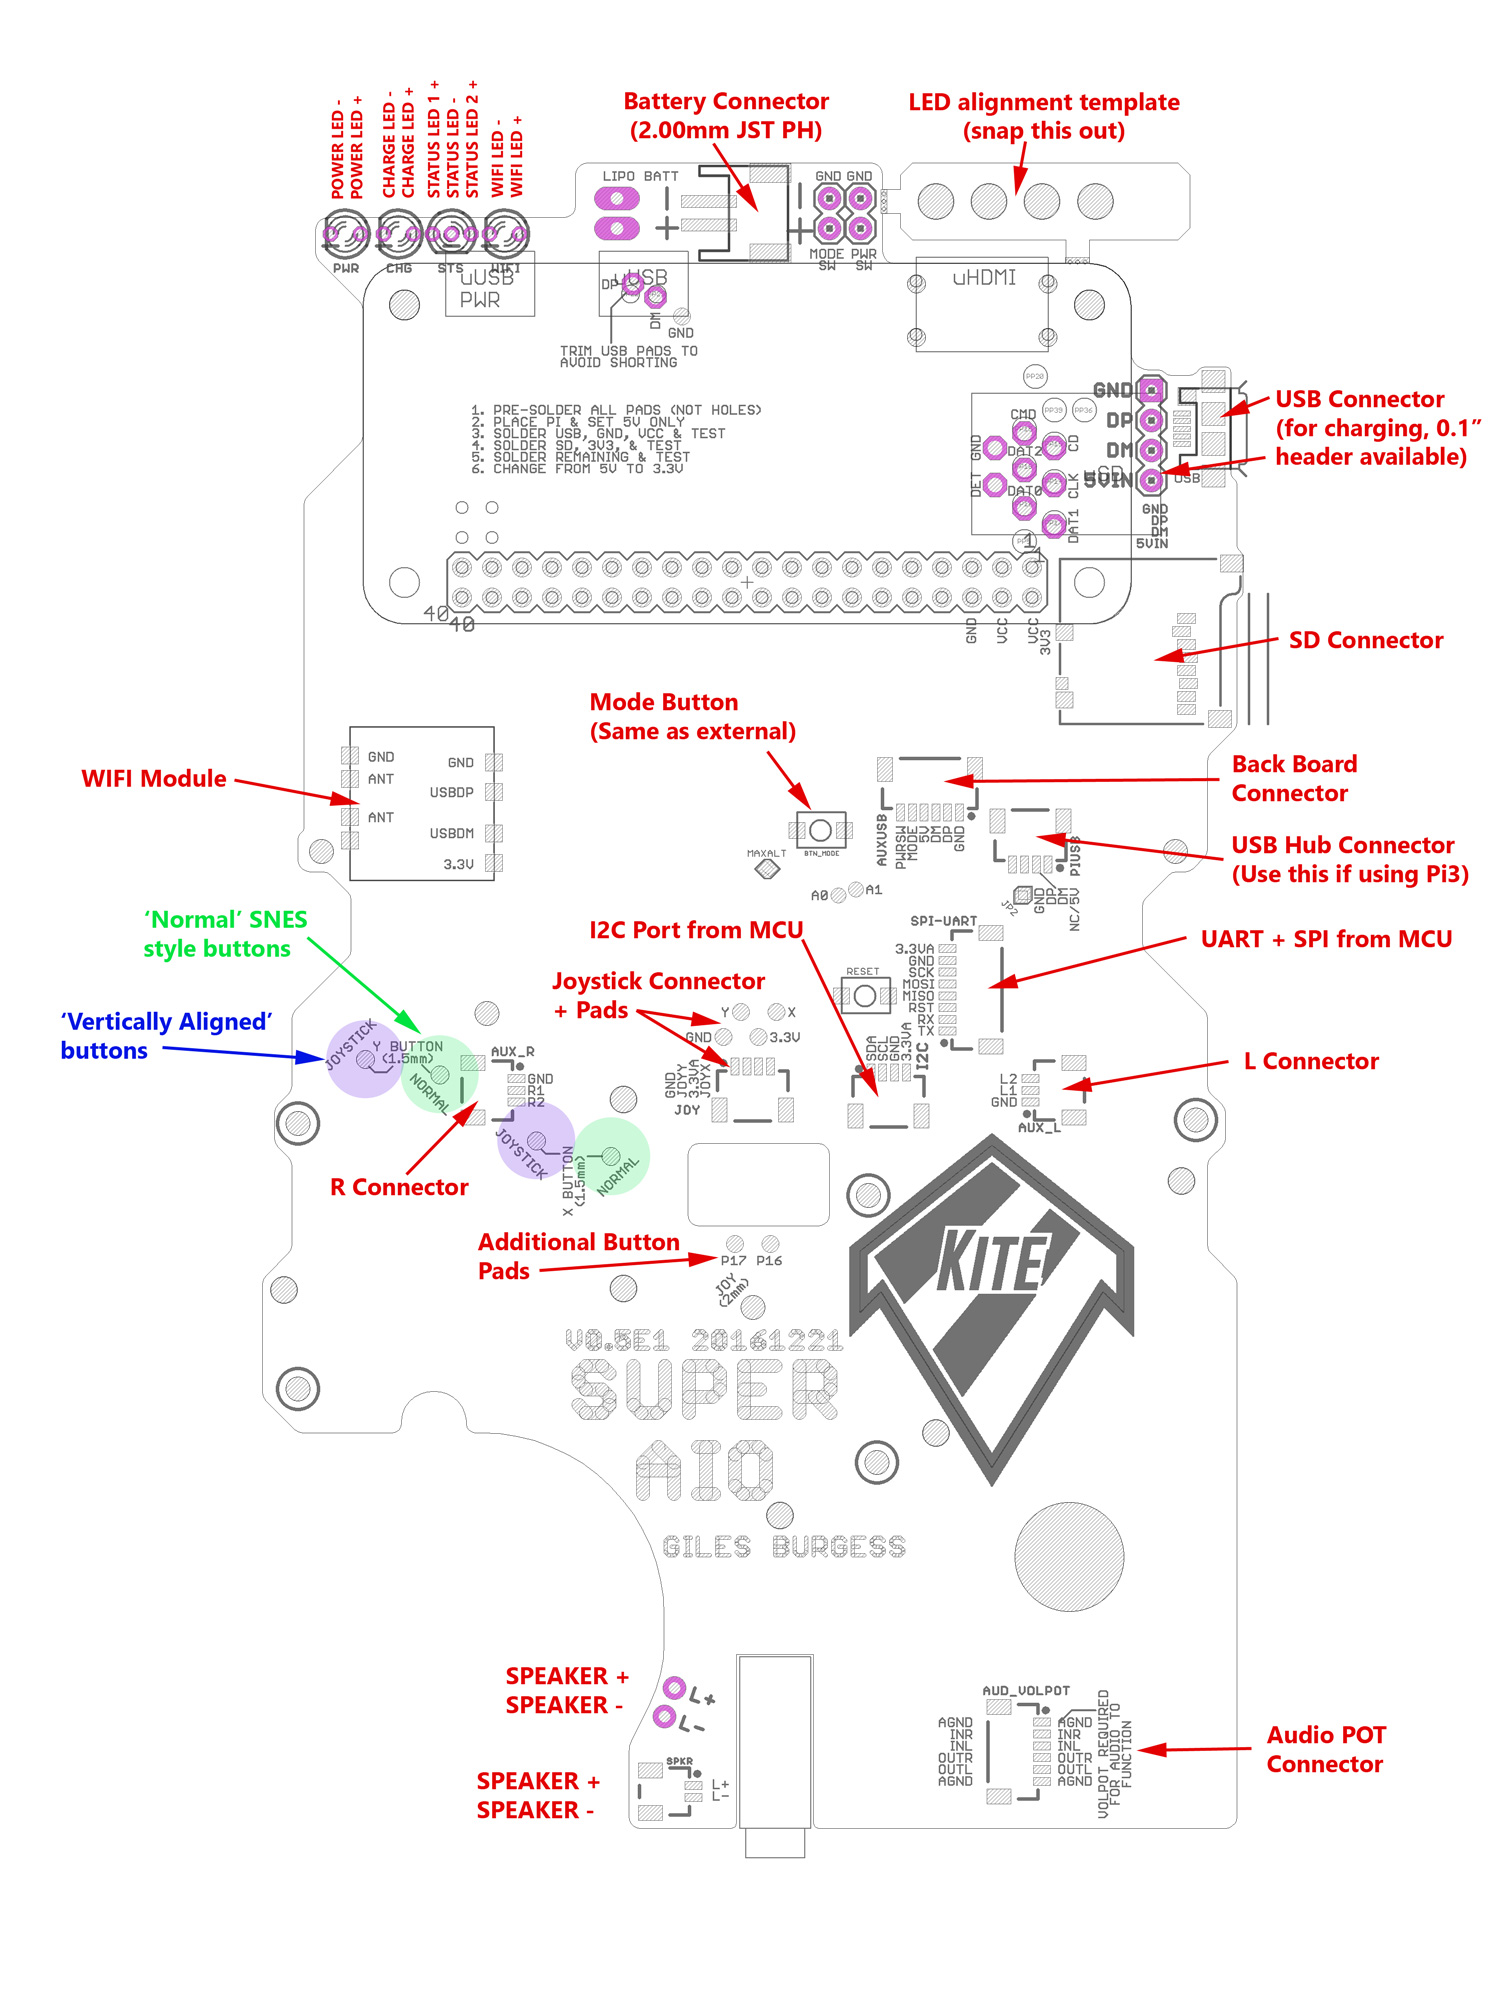 POWER LED -
POWER LED +
CHARGE LED -
CHARGE LED +
STATUS LED 1 +
STATUS LED -
STATUS LED 2 +
WIFI LED -
WIFI LED +
Battery Connector
(2.00mm JST PH)
LED alignment template
(snap this out)
LIPO BATT
GND GND
MODE SW
PWR SW
PWR
CHG
STS
WIFI
uUSB
PWR
uUSB
DP
DM
GND
uHDMI
TRIM USB PADS TO
AVOID SHORTING
1. PRE-SOLDER ALL PADS (NOT HOLES)
2. PLACE PI & SET 5V ONLY
3. SOLDER USB, GND, VCC & TEST
4. SOLDER SD, 3V3, & TEST
5. SOLDER REMAINING & TEST
6. CHANGE FROM 5V TO 3.3V
PP20
PP39
PP36
CMD
GND
CD
DAT2
DET
DAT0
CLK
DAT1
GND
DP
DM
5VIN
USB
GND
DP
DM
5VIN
USB Connector
(for charging, 0.1”
header available)
1
1
40
40
GND
VCC
VCC
3V3
SD Connector
Mode Button
(Same as external)
WIFI Module
GND
ANT
ANT
GND
USBDP
USBDM
3.3V
BTN_MODE
MAXALT
A0
A1
AUXUSB
PWRSW
MODE
5V
DM
DP
GND
Back Board
Connector
PIUSB
JP2
GND
DP
DM
NC/5V
USB Hub Connector
(Use this if using Pi3)
‘Normal’ SNES
style buttons
‘Vertically Aligned’
buttons
I2C Port from MCU
SPI-UART
3.3VA
GND
SCK
MOSI
MISO
RST
RX
TX
UART + SPI from MCU
RESET
Joystick Connector
+ Pads
Y
X
GND
3.3V
GND
JOYY
3.3VA
JOYX
JOY
SDA
SCL
GND
3.3VA
I2C
JOYSTICK
Y BUTTON
(1.5mm)
NORMAL
AUX_R
GND
R1
R2
R Connector
JOYSTICK
X BUTTON
(1.5mm)
NORMAL
L2
L1
GND
AUX_L
L Connector
Additional Button
Pads
P17
P16
JOY
(2mm)
KITE
V0.5E1 20161221
SUPER
AIO
GILES BURGESS
SPEAKER +
SPEAKER -
L+
L-
SPKR
L+
L-
SPEAKER +
SPEAKER -
AUD_VOLPOT
AGND
INR
INL
OUTR
OUTL
AGND
AGND
INR
INL
OUTR
OUTL
AGND
VOLPOT REQUIRED
FOR AUDIO TO
FUNCTION
Audio POT
Connector